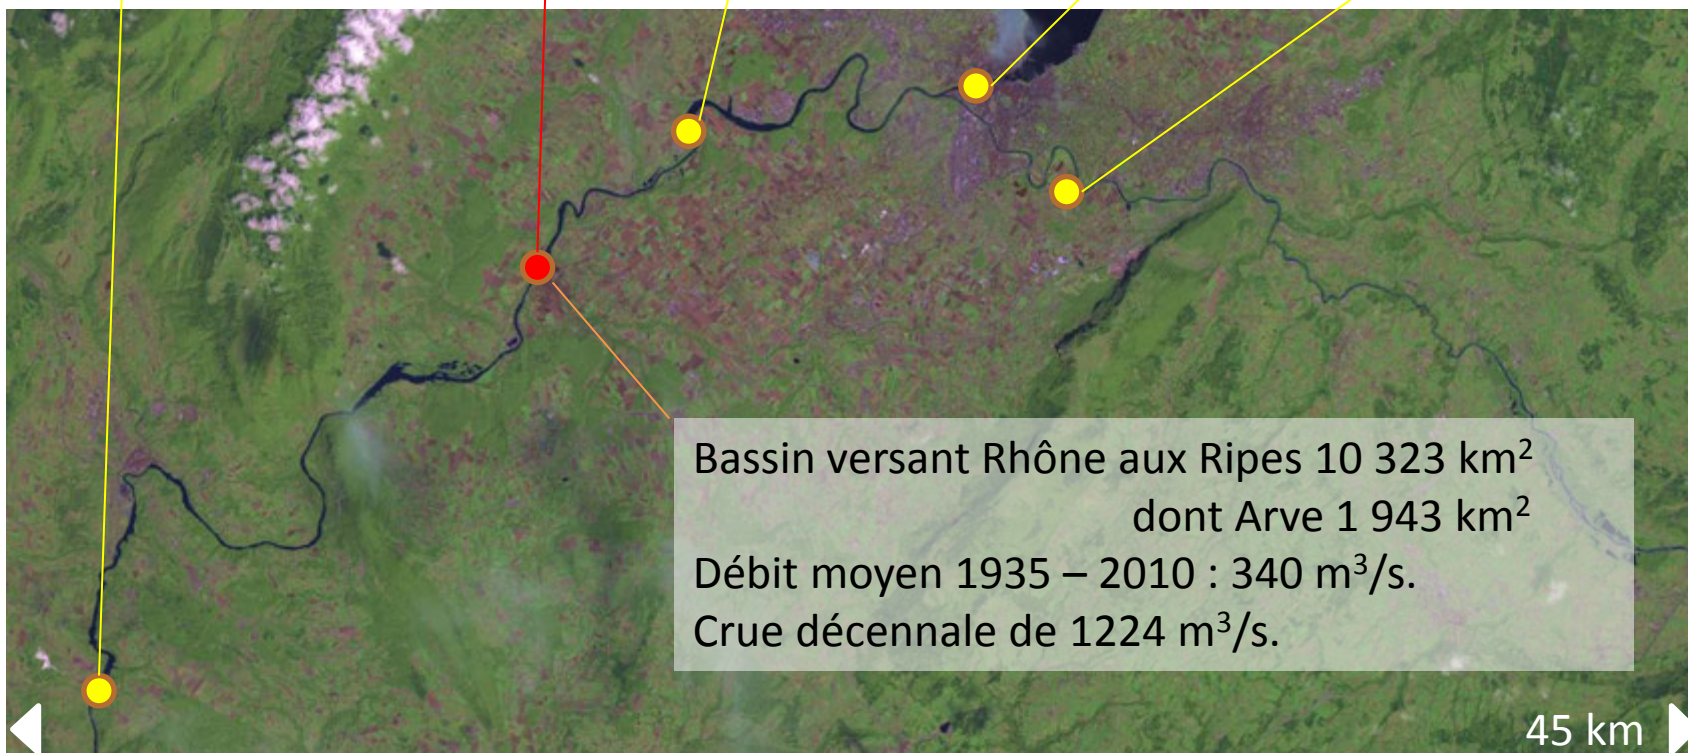 Bassin versant Rhône aux Ripes 10 323 km²
dont Arve 1 943 km²
Débit moyen 1935 – 2010 : 340 m³/s.
Crue décennale de 1224 m³/s.
45 km